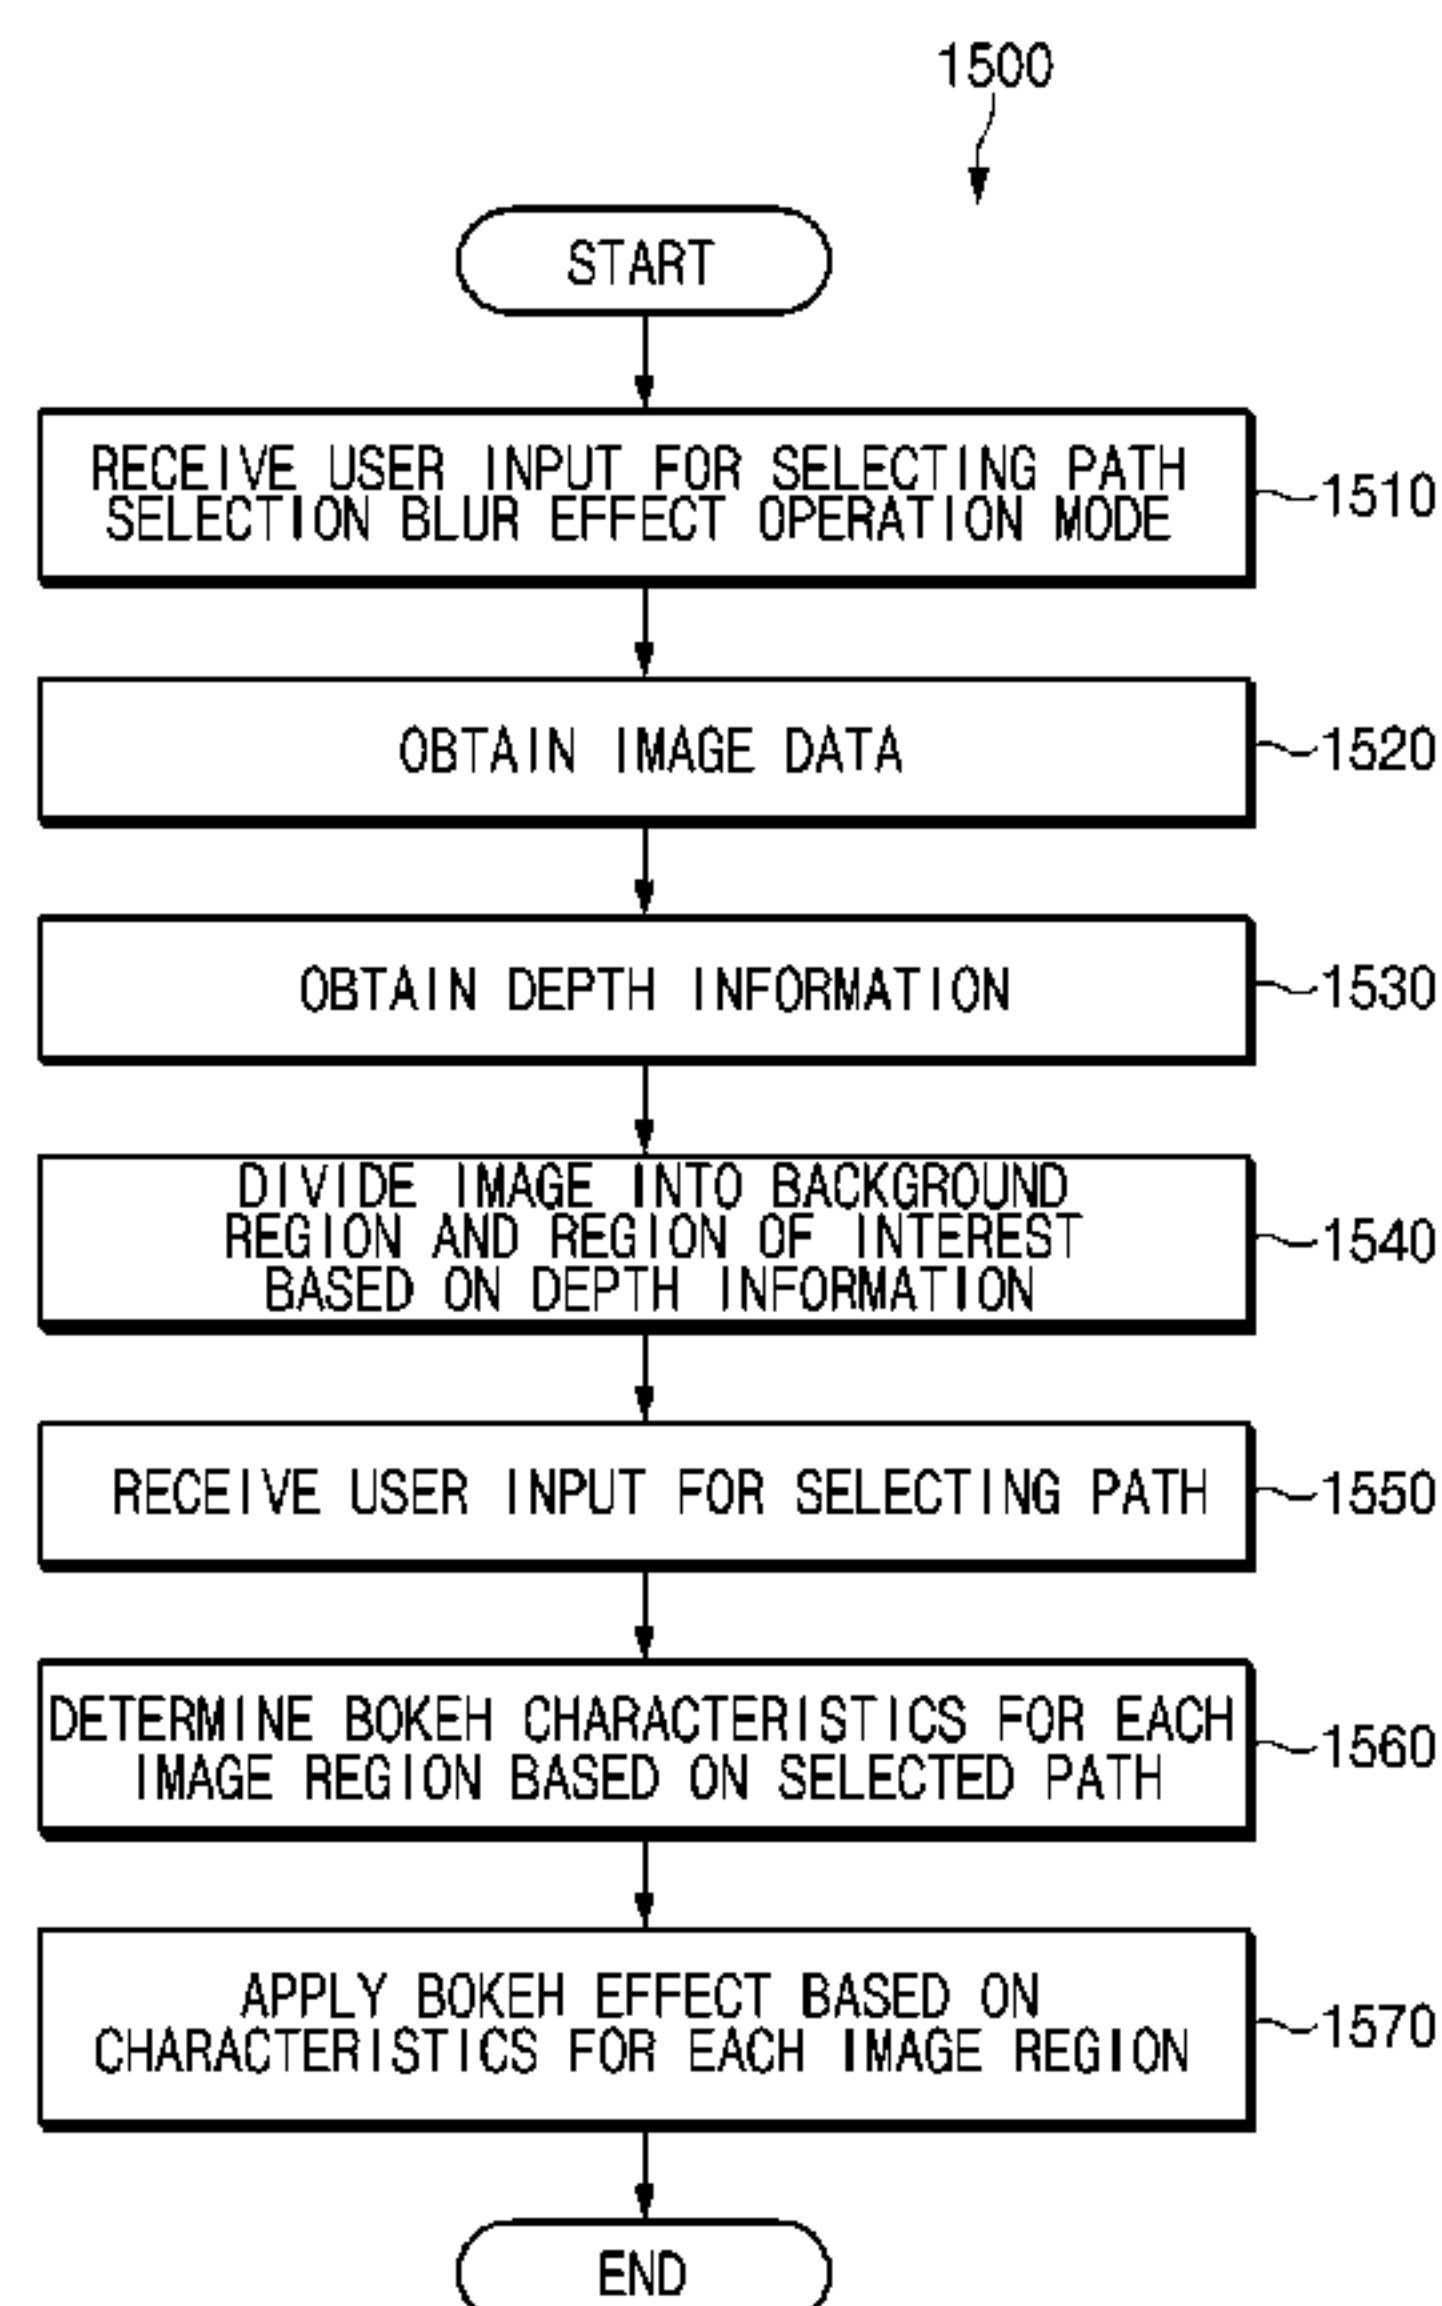 1500
START
RECEIVE USER INPUT FOR SELECTING PATH
SELECTION BLUR EFFECT OPERATION MODE
1510
OBTAIN IMAGE DATA
1520
OBTAIN DEPTH INFORMATION
1530
DIVIDE IMAGE INTO BACKGROUND
REGION AND REGION OF INTEREST
BASED ON DEPTH INFORMATION
1540
RECEIVE USER INPUT FOR SELECTING PATH
1550
DETERMINE BOKEH CHARACTERISTICS FOR EACH
IMAGE REGION BASED ON SELECTED PATH
1560
APPLY BOKEH EFFECT BASED ON
CHARACTERISTICS FOR EACH IMAGE REGION
1570
END